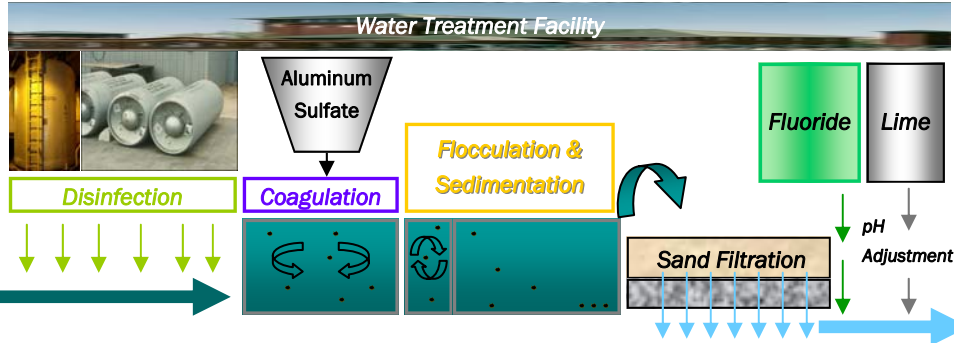 Water Treatment Facility
Aluminum
Sulfate
Fluoride
Lime
Flocculation &
Sedimentation
Disinfection
Coagulation
pH
Adjustment
Sand Filtration